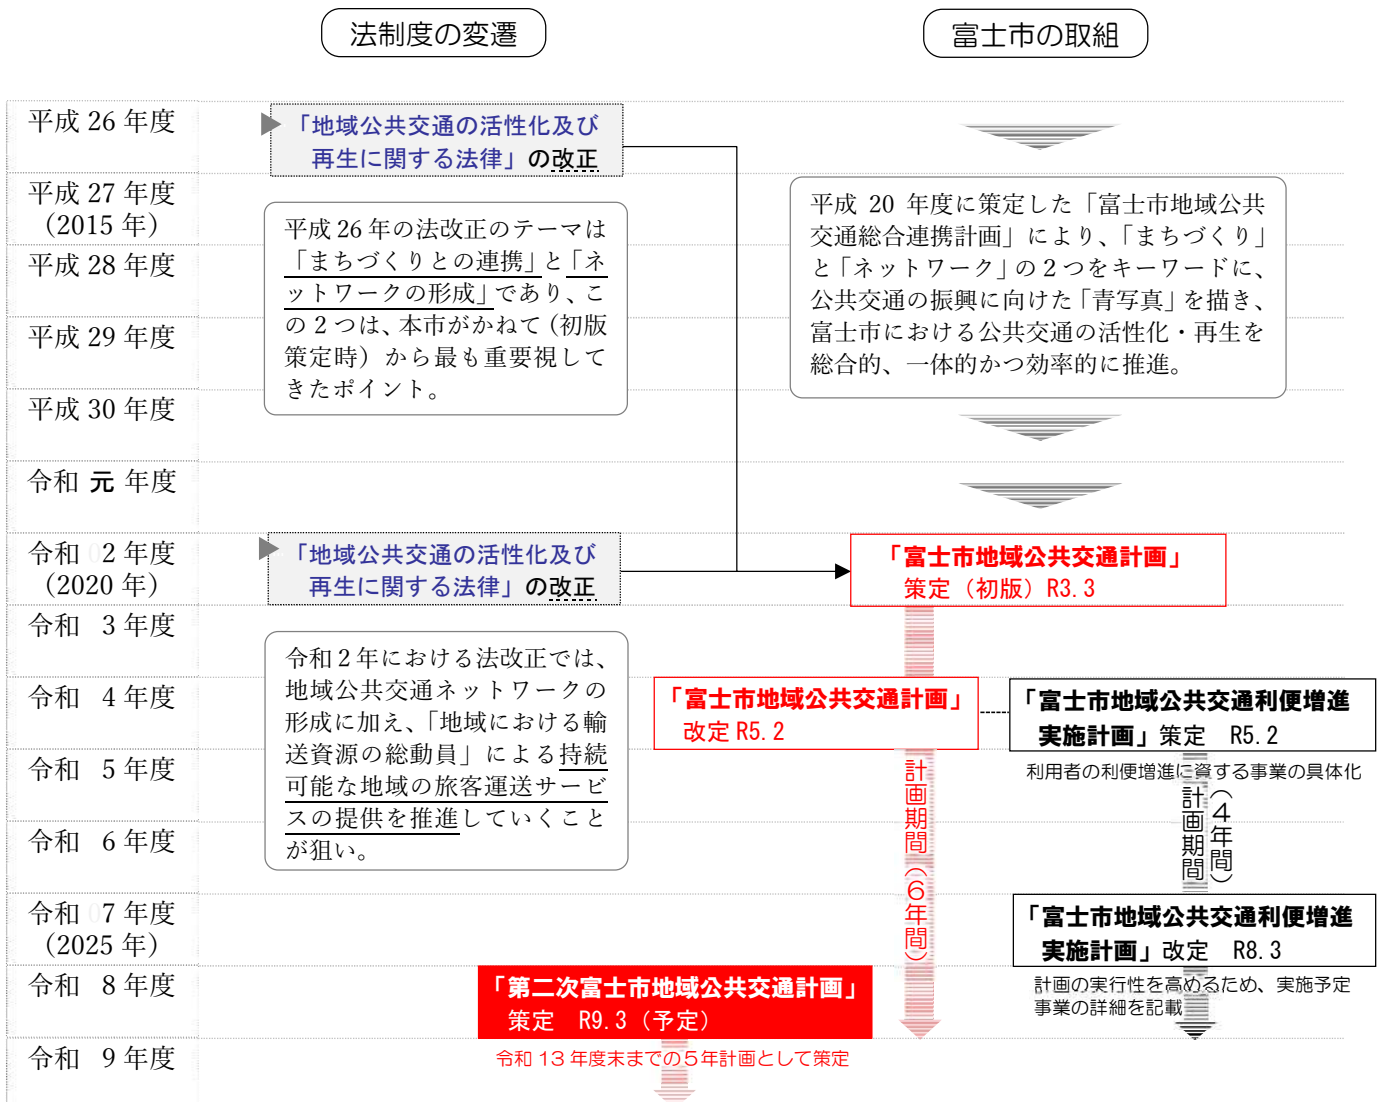 法制度の変遷
富士市の取組
平成 26 年度
平成 27 年度
（2015 年）
平成 28 年度
平成 29 年度
平成 30 年度
令和 元 年度
令和 02 年度
（2020 年）
令和 3 年度
令和 4 年度
令和 5 年度
令和 6 年度
令和 07 年度
（2025 年）
令和 8 年度
令和 9 年度
「地域公共交通の活性化及び
再生に関する法律」の改正
平成 26 年の法改正のテーマは
「まちづくりとの連携」と「ネ
ットワークの形成」であり、こ
の２つは、本市がかねて（初版
策定時）から最も重要視して
きたポイント。
「地域公共交通の活性化及び
再生に関する法律」の改正
令和２年における法改正では、
地域公共交通ネットワークの
形成に加え、「地域における輸
送資源の総動員」による持続
可能な地域の旅客運送サービ
スの提供を推進していくこと
が狙い。
平成 20 年度に策定した「富士市地域公共
交通総合連携計画」により、「まちづくり」
と「ネットワーク」の２つをキーワードに、
公共交通の振興に向けた「青写真」を描き、
富士市における公共交通の活性化・再生を
総合的、一体的かつ効率的に推進。
「富士市地域公共交通計画」
策定（初版）R3.3
「富士市地域公共交通計画」
改定 R5.2
「富士市地域公共交通利便増進
実施計画」策定 R5.2
利用者の利便増進に資する事業の具体化
計画期間（６年間）
計画期間
（４年間）
「富士市地域公共交通利便増進
実施計画」改定 R8.3
計画の実行性を高めるため、実施予定
事業の詳細を記載
「第二次富士市地域公共交通計画」
策定 R9.3（予定）
令和 13 年度末までの５年計画として策定